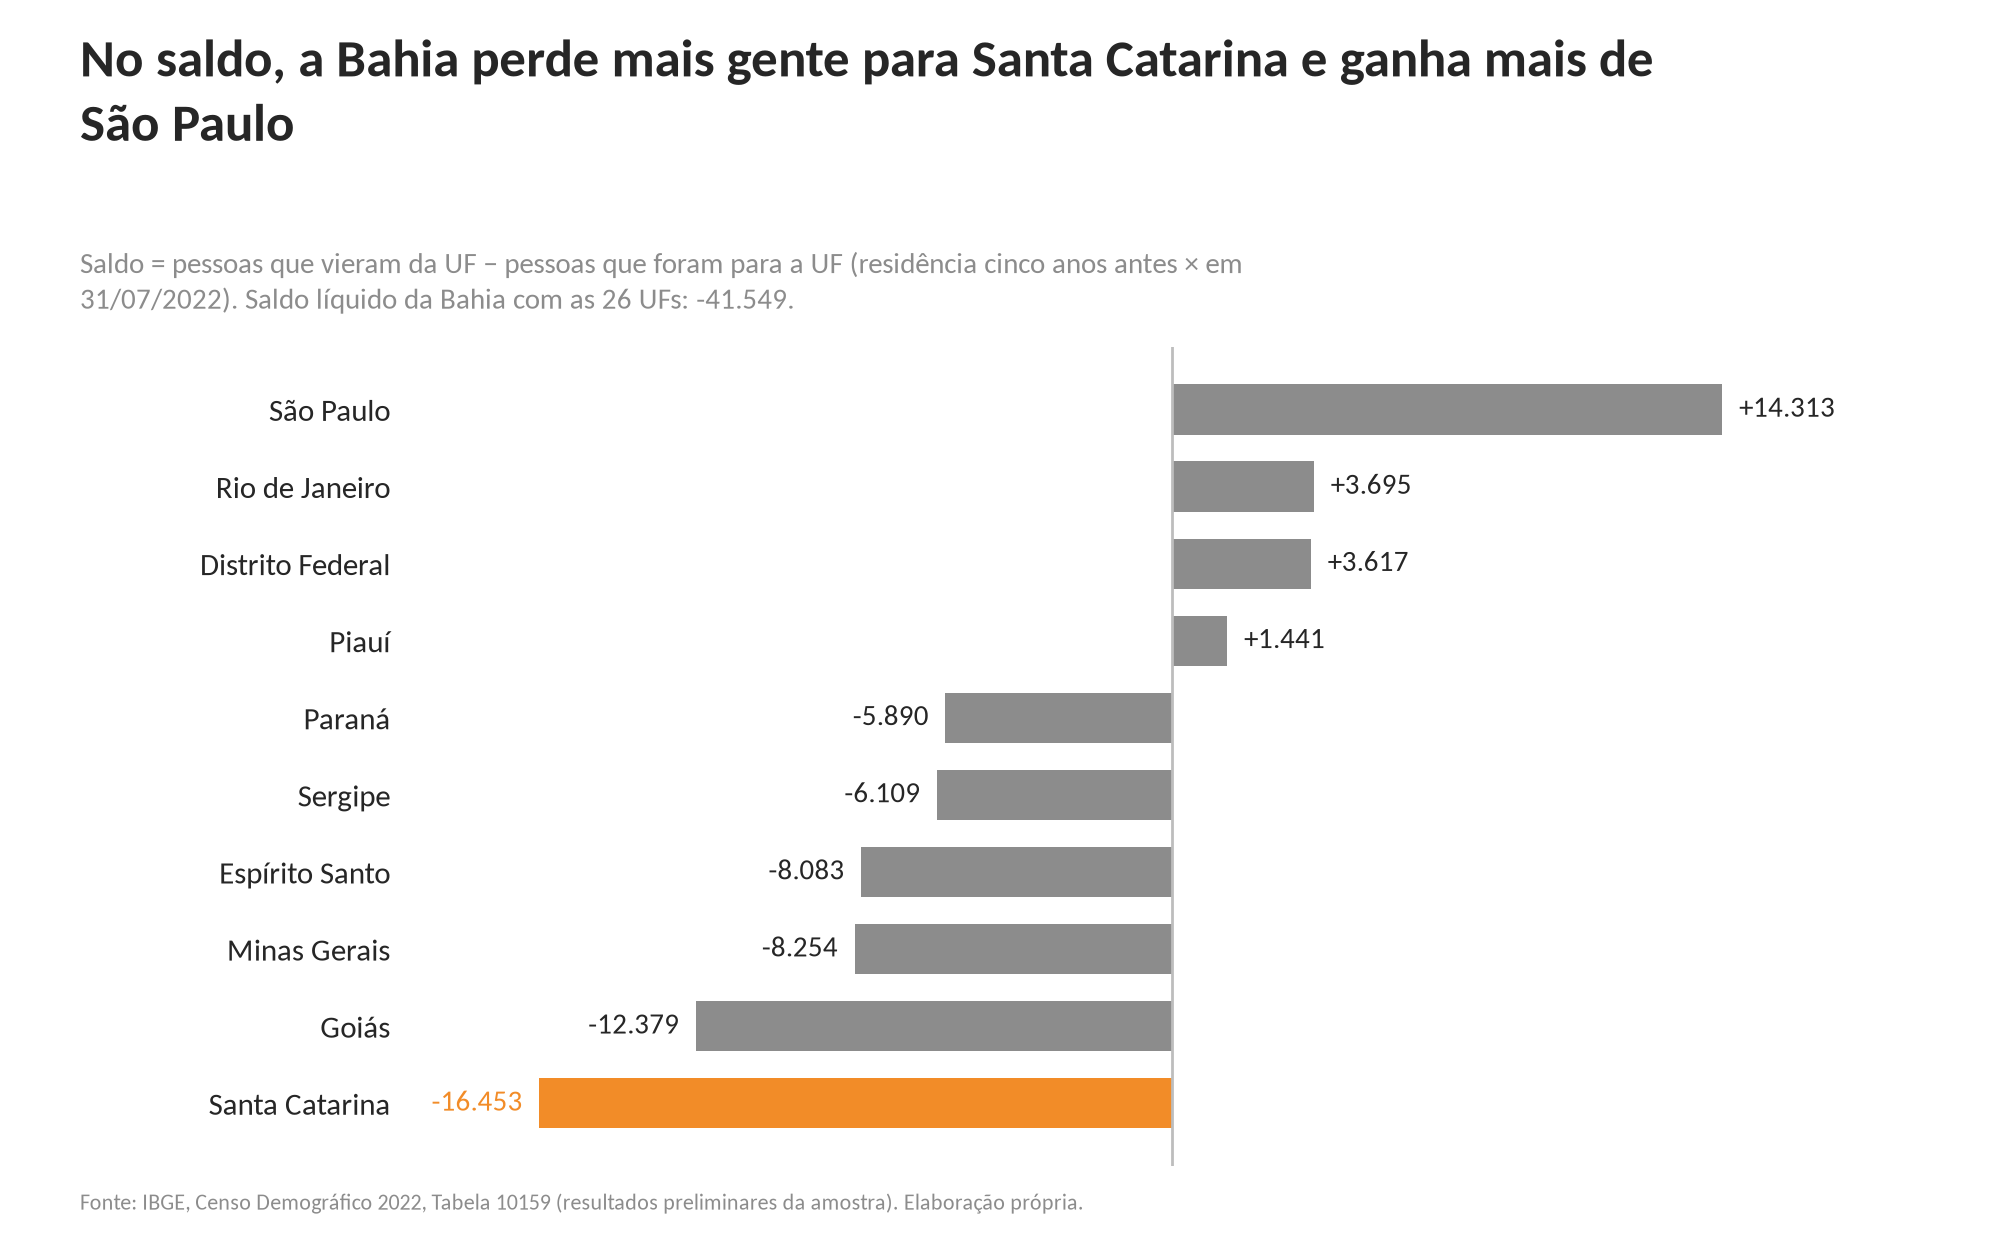 No saldo, a Bahia perde mais gente para Santa Catarina e ganha mais de
São Paulo
Saldo = pessoas que vieram da UF − pessoas que foram para a UF (residência cinco anos antes × em
31/07/2022). Saldo líquido da Bahia com as 26 UFs: -41.549.
São Paulo +14.313
Rio de Janeiro +3.695
Distrito Federal +3.617
Piauí +1.441
Paraná -5.890
Sergipe -6.109
Espírito Santo -8.083
Minas Gerais -8.254
Goiás -12.379
Santa Catarina -16.453
Fonte: IBGE, Censo Demográfico 2022, Tabela 10159 (resultados preliminares da amostra). Elaboração própria.